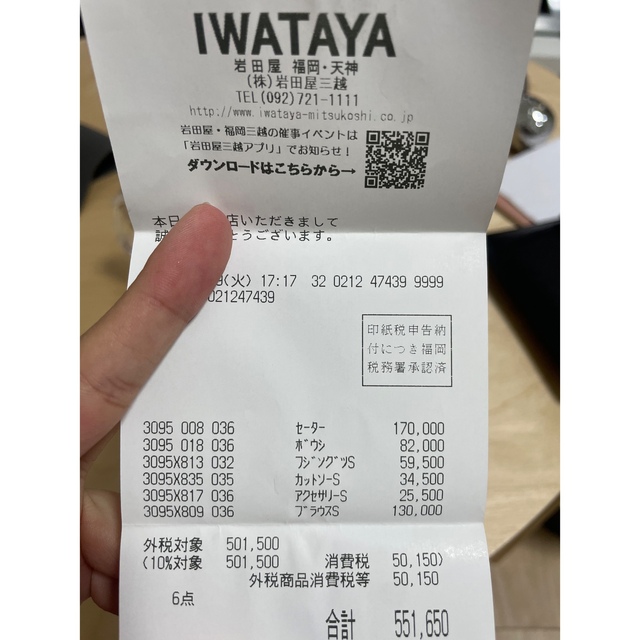 IWATAYA
岩田屋 福岡・天神
(株)岩田屋三越
TEL(092)721-1111
http://www.iwataya-mitsukoshi.co.jp
岩田屋・福岡三越の催事イベントは
「岩田屋三越アプリ」でお知らせ!
ダウンロードはこちらから→
本日 店いただきまして
誠 とうございます。
(火) 17:17 32 0212 47439 9999
021247439
印紙税申告納
付につき福岡
税務署承認済
3095 008 036 セーター 170,000
3095 018 036 ボウシ 82,000
3095X813 032 フジングツS 59,500
3095X835 035 カットソーS 34,500
3095X817 036 アクセサリーS 25,500
3095X809 036 ブラウスS 130,000
外税対象 501,500
(10%対象 501,500 消費税 50,150)
外税商品消費税等 50,150
6点
合計 551,650